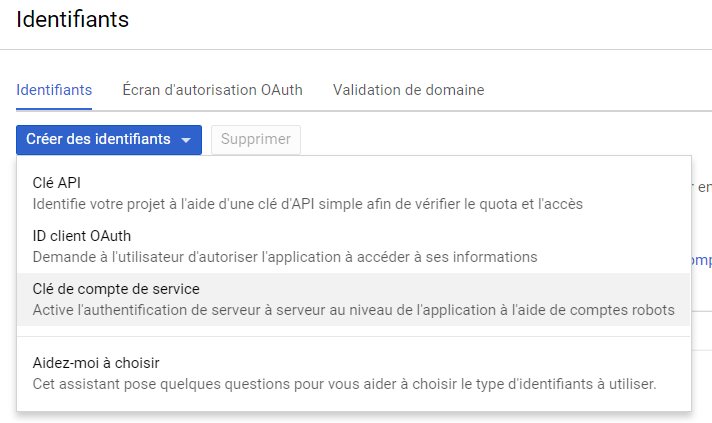 Identifiants
Identifiants Écran d'autorisation OAuth Validation de domaine
Créer des identifiants Supprimer
Clé API
Identifie votre projet à l'aide d'une clé d'API simple afin de vérifier le quota et l'accès
ID client OAuth
Demande à l'utilisateur d'autoriser l'application à accéder à ses informations
Clé de compte de service
Active l'authentification de serveur à serveur au niveau de l'application à l'aide de comptes robots
Aidez-moi à choisir
Cet assistant pose quelques questions pour vous aider à choisir le type d'identifiants à utiliser.